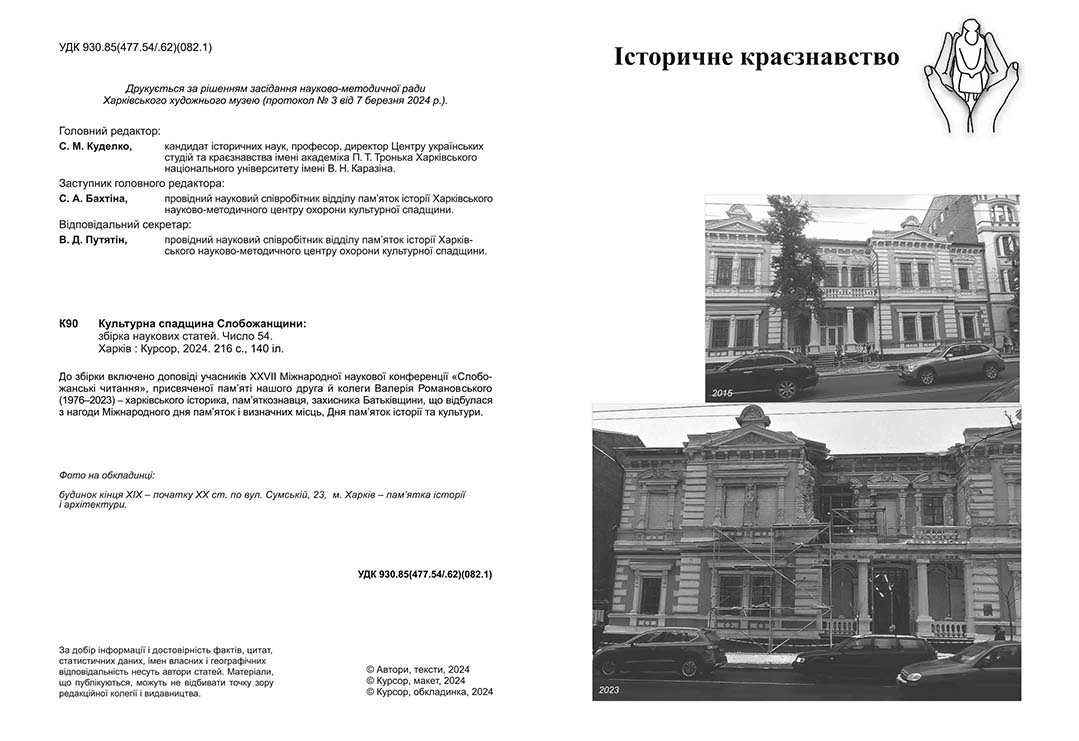 УДК 930.85(477.54/.62)(082.1)
Друкується за рішенням засідання науково-методичної ради
Харківського художнього музею (протокол № 3 від 7 березня 2024 р.).
Головний редактор:
С. М. Куделко, кандидат історичних наук, професор, директор Центру українських
студій та краєзнавства імені академіка П. Т. Тронька Харківського
національного університету імені В. Н. Каразіна.
Заступник головного редактора:
С. А. Бахтіна, провідний науковий співробітник відділу пам’яток історії Харківського
науково-методичного центру охорони культурної спадщини.
Відповідальний секретар:
В. Д. Путятін, провідний науковий співробітник відділу пам’яток історії Харків-
ського науково-методичного центру охорони культурної спадщини.
К90 Культурна спадщина Слобожанщини:
збірка наукових статей. Число 54.
Харків : Курсор, 2024. 216 с., 140 іл.
До збірки включено доповіді учасників XXVII Міжнародної наукової конференції «Слобо-
жанські читання», присвяченої пам’яті нашого друга й колеги Валерія Романовського
(1976–2023) – харківського історика, пам’яткознавця, захисника Батьківщини, що відбулася
з нагоди Міжнародного дня пам’яток і визначних місць, Дня пам’яток історії та культури.
Фото на обкладинці:
будинок кінця ХІХ – початку ХХ ст. по вул. Сумській, 23, м. Харків – пам’ятка історії
і архітектури.
УДК 930.85(477.54/.62)(082.1)
За добір інформації і достовірність фактів, цитат,
статистичних даних, імен власних і географічних
відповідальність несуть автори статей. Матеріали,
що публікуються, можуть не відбивати точку зору
редакційної колегії і видавництва.
© Автори, тексти, 2024
© Курсор, макет, 2024
© Курсор, обкладинка, 2024
Історичне краєзнавство
2015
2023